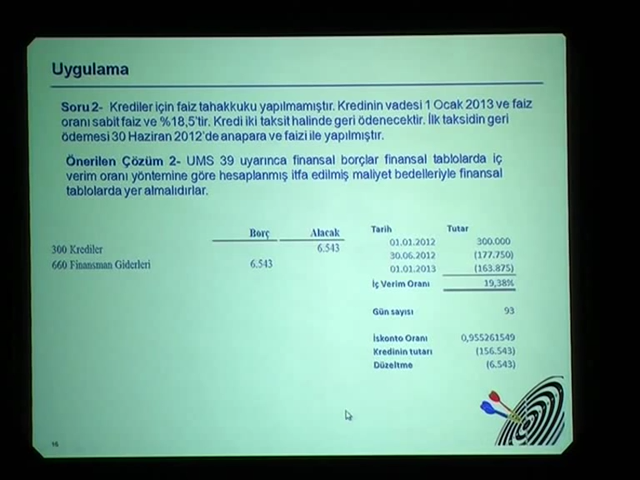 Uygulama
Soru 2- Krediler için faiz tahakkuku yapılmamıştır. Kredinin vadesi 1 Ocak 2013 ve faiz
oranı sabit faiz ve %18,5'tir. Kredi iki taksit halinde geri ödenecektir. İlk taksidin geri
ödemesi 30 Haziran 2012'de anapara ve faizi ile yapılmıştır.
Önerilen Çözüm 2- UMS 39 uyarınca finansal borçlar finansal tablolarda iç
verim oranı yöntemine göre hesaplanmış itfa edilmiş maliyet bedelleriyle finansal
tablolarda yer almalıdırlar.
Borç Alacak
300 Krediler 6.543
660 Finansman Giderleri 6.543
Tarih Tutar
01.01.2012 300.000
30.06.2012 (177.750)
01.01.2013 (163.875)
İç Verim Oranı 19,38%
Gün sayısı 93
İskonto Oranı 0,955261549
Kredinin tutarı (156.543)
Düzeltme (6.543)
16